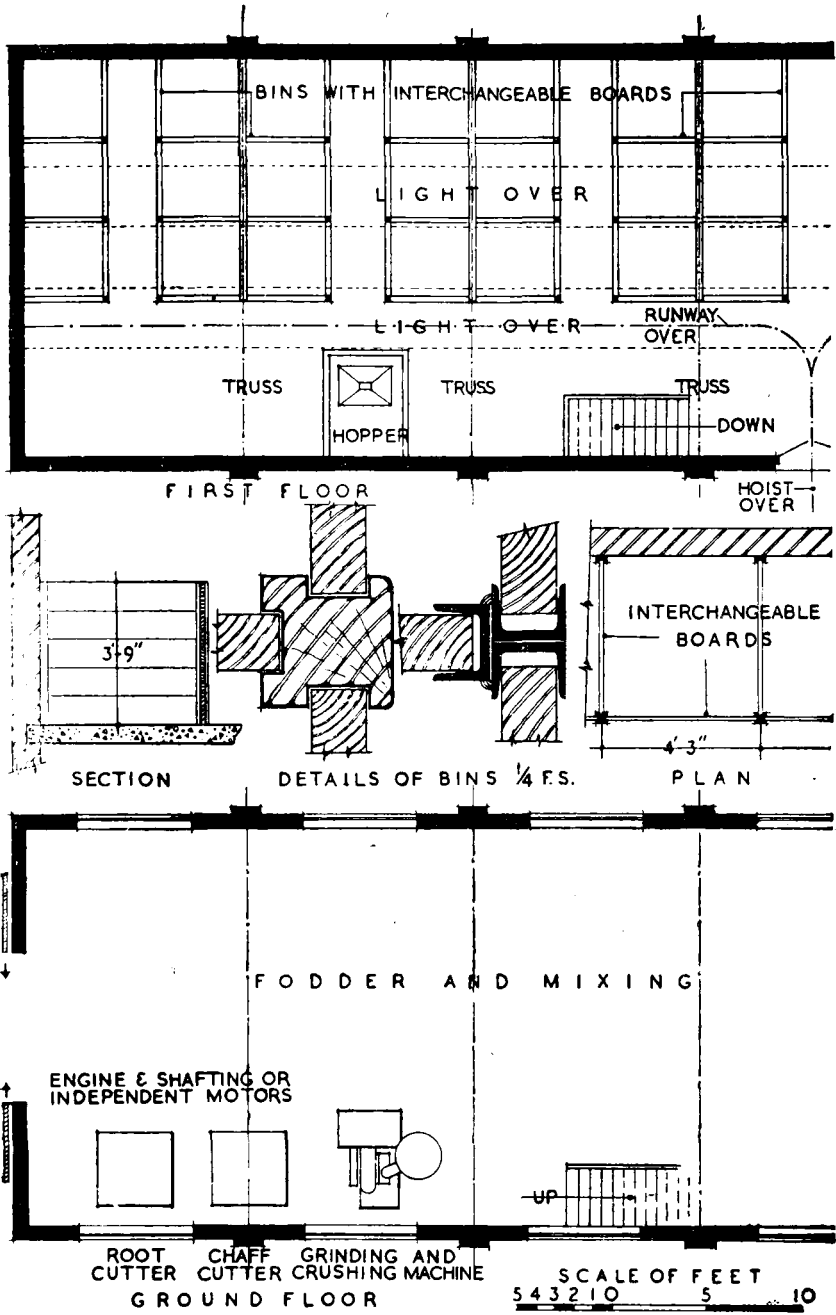 BINS WITH INTERCHANGEABLE BOARDS
LIGHT OVER
LIGHT OVER
RUNWAY
OVER
TRUSS
TRUSS
TRUSS
HOPPER
DOWN
FIRST FLOOR
HOIST
OVER
3'-9"
INTERCHANGEABLE
BOARDS
4'-3"
SECTION
DETAILS OF BINS 1/4 F.S.
PLAN
FODDER AND MIXING
ENGINE & SHAFTING OR
INDEPENDENT MOTORS
UP
ROOT
CUTTER
CHAFF
CUTTER
GRINDING AND
CRUSHING MACHINE
GROUND FLOOR
SCALE OF FEET
5 4 3 2 1 0 5 10